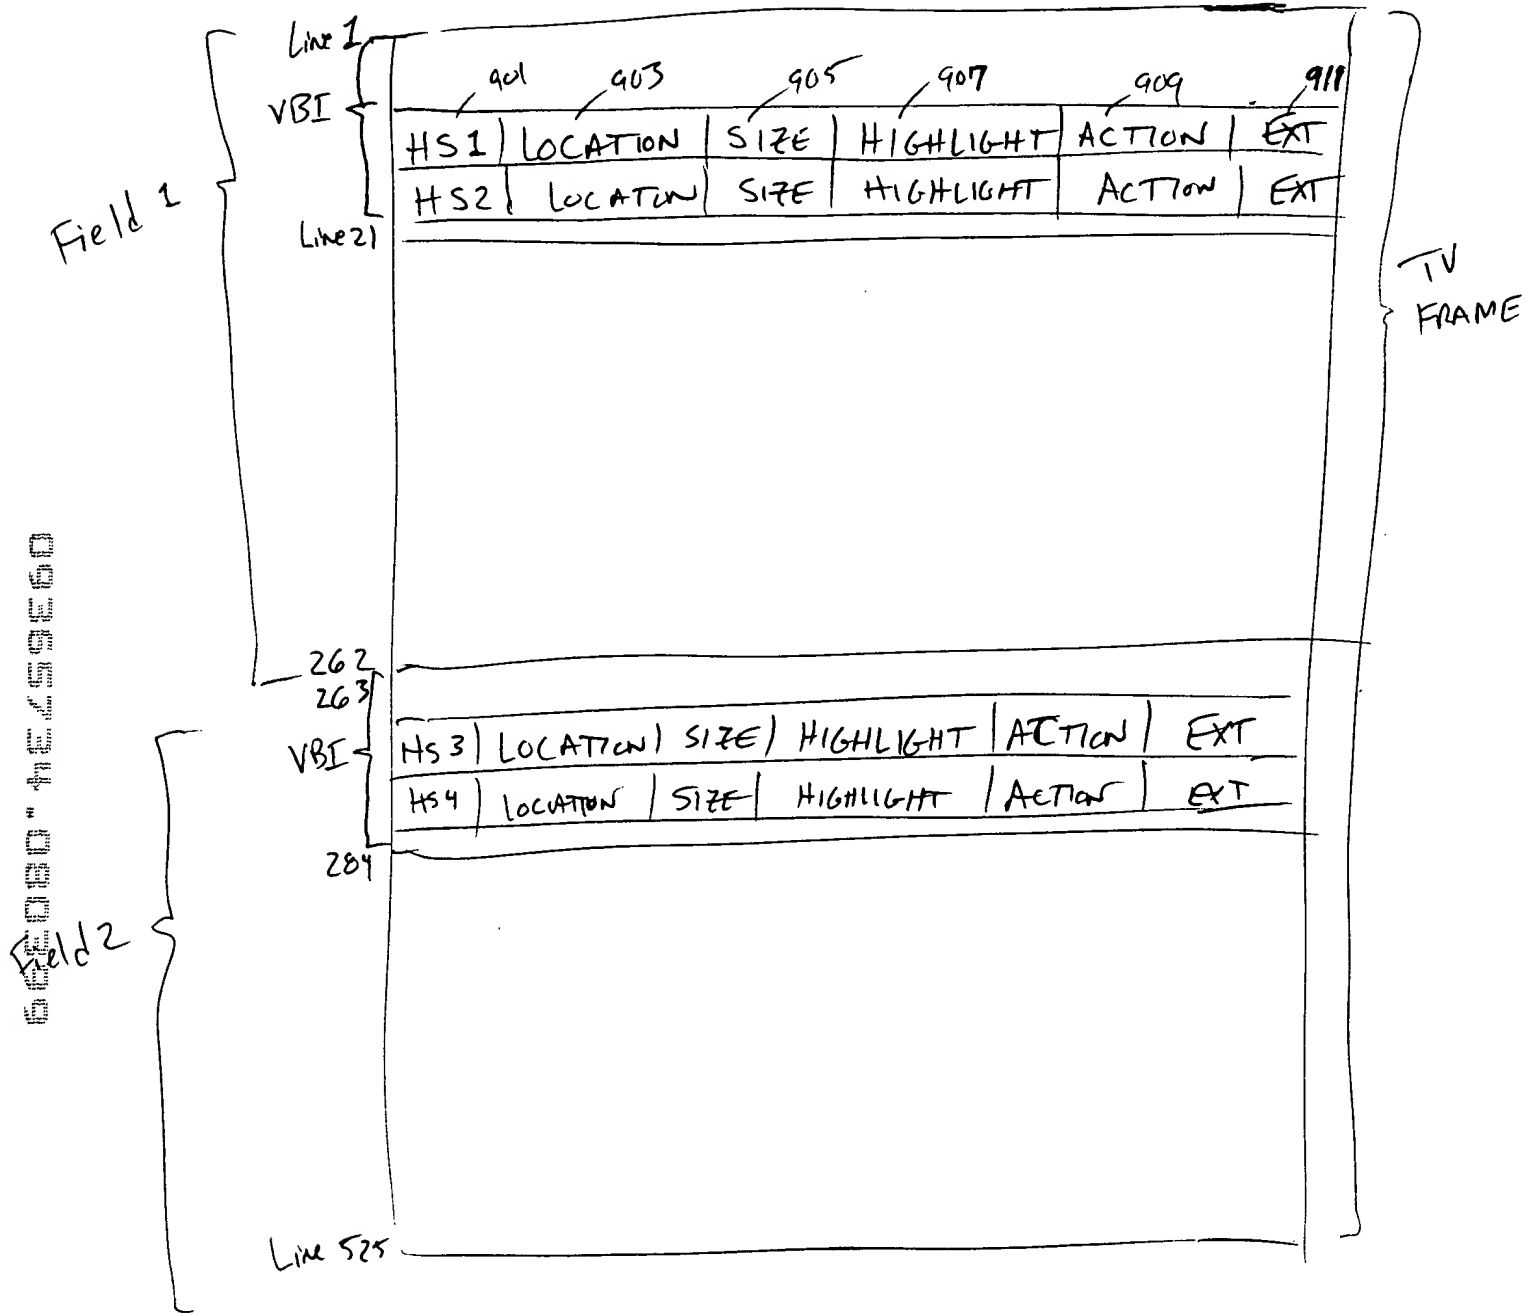 Line 1
901 903 905 907 909 911
VBI
HS1 LOCATION SIZE HIGHLIGHT ACTION EXT
HS2 LOCATION SIZE HIGHLIGHT ACTION EXT
Field 1
Line 21
TV
FRAME
262
263
VBI
HS3 LOCATION SIZE HIGHLIGHT ACTION EXT
HS4 LOCATION SIZE HIGHLIGHT ACTION EXT
284
Field 2
Line 525
09365734.080399